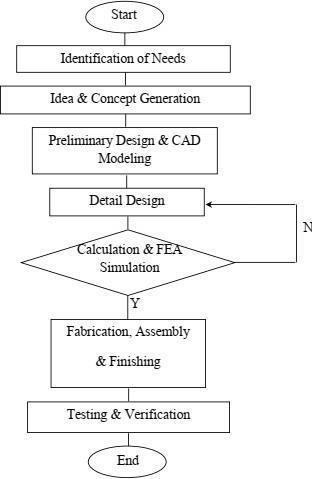 Start
Identification of Needs
Idea & Concept Generation
Preliminary Design & CAD
Modeling
Detail Design
N
Calculation & FEA
Simulation
Y
Fabrication, Assembly
& Finishing
Testing & Verification
End